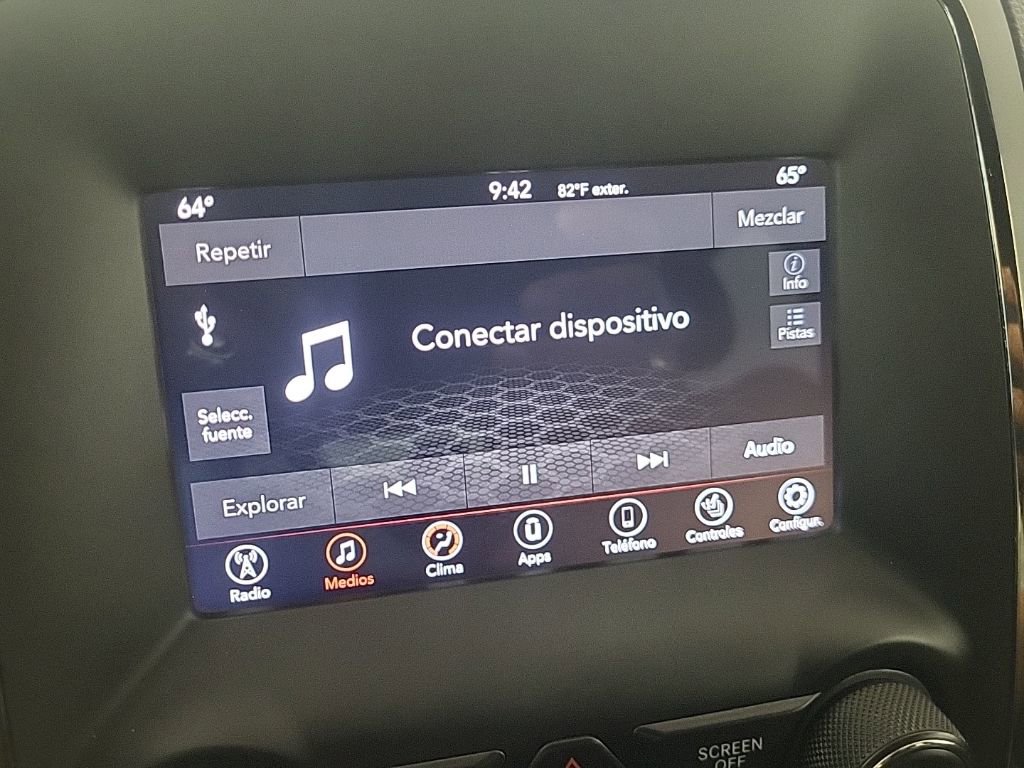 64°
9:42
82°F exter.
65°
Repetir
Mezclar
Info
Conectar dispositivo
Pistas
Selecc.
fuente
Explorar
Audio
Radio
Medios
Clima
Apps
Teléfono
Controles
Configur.
SCREEN
OFF